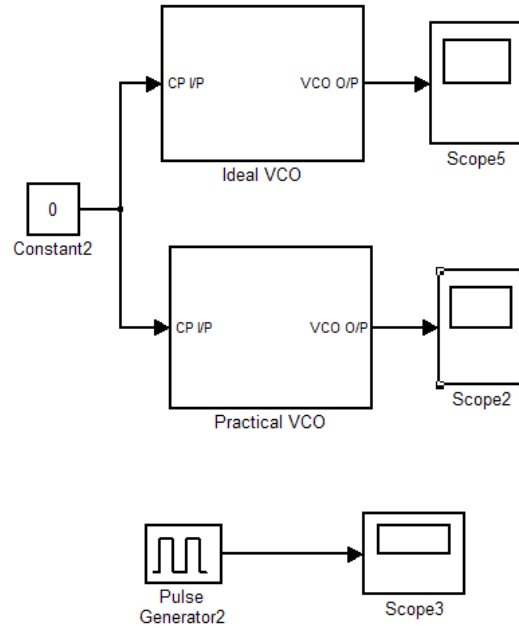 CP I/P
VCO O/P
Ideal VCO
Scope5
0
Constant2
CP I/P
VCO O/P
Practical VCO
Scope2
Pulse
Generator2
Scope3